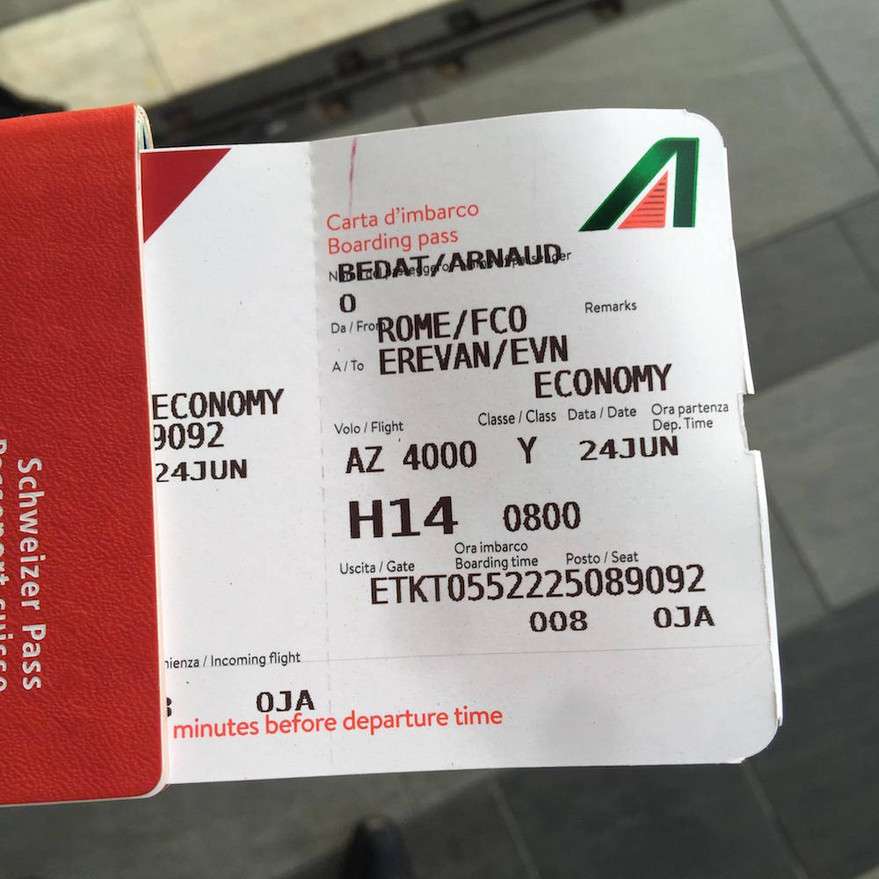 Schweizer Pass
Passeport suisse
ECONOMY
9092
24JUN
Incoming flight
0JA
minutes before departure time
Carta d'imbarco
Boarding pass
BEDAT/ARNAUD
0
Da / From ROME/FCO
Remarks
A / To EREVAN/EVN
ECONOMY
Volo / Flight Classe / Class Data / Date Ora partenza
Dep. Time
AZ 4000 Y 24JUN
H14 0800
Uscita / Gate Ora imbarco
Boarding time Posto / Seat
ETKT0552225089092
008 0JA